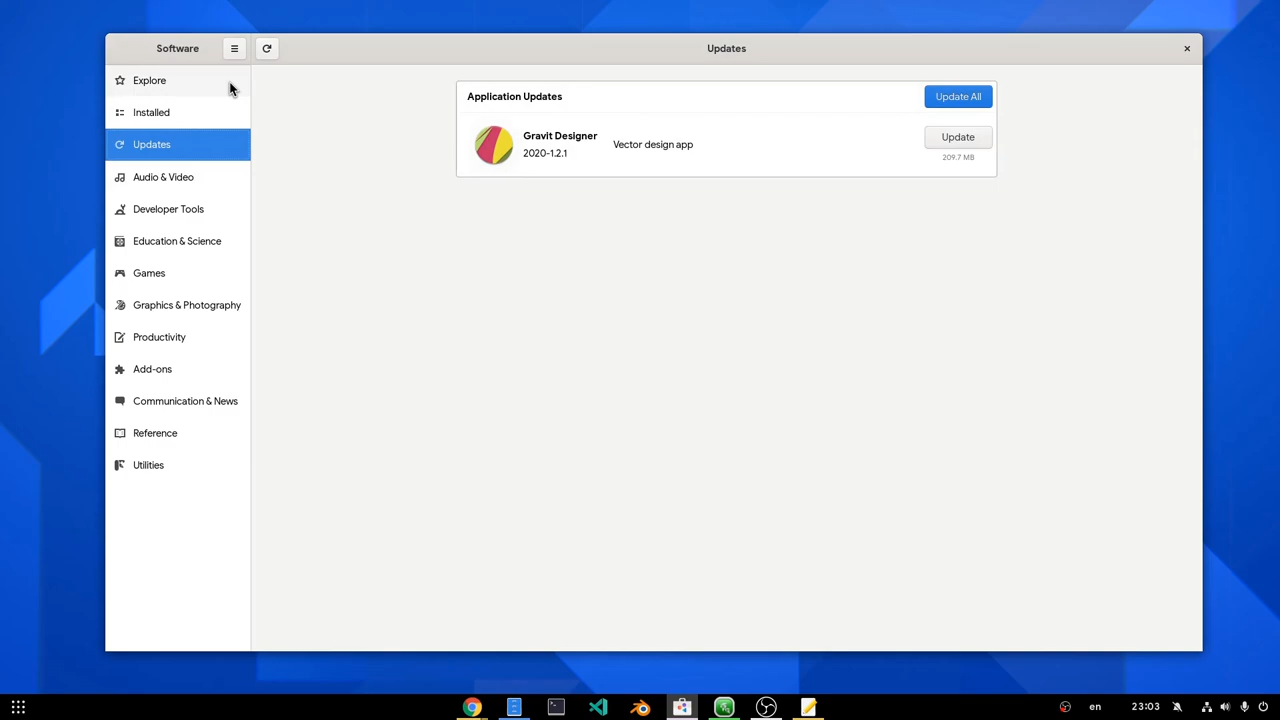 Software
Updates
Explore
Installed
Updates
Audio & Video
Developer Tools
Education & Science
Games
Graphics & Photography
Productivity
Add-ons
Communication & News
Reference
Utilities
Application Updates
Update All
Gravit Designer
2020-1.2.1
Vector design app
Update
209.7 MB
en
23:03